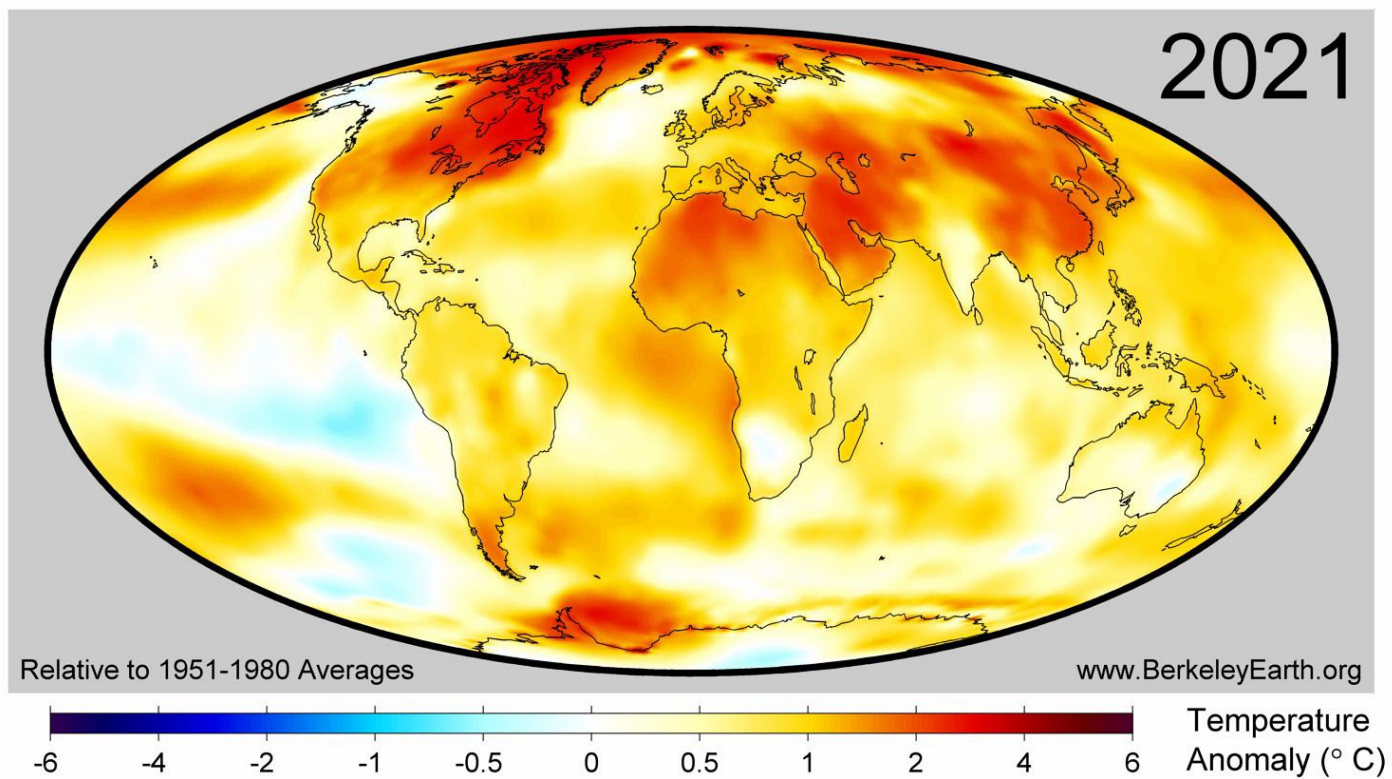 2021
Relative to 1951-1980 Averages
www.BerkeleyEarth.org
-6 -4 -2 -1 -0.5 0 0.5 1 2 4 6
Temperature
Anomaly (° C)